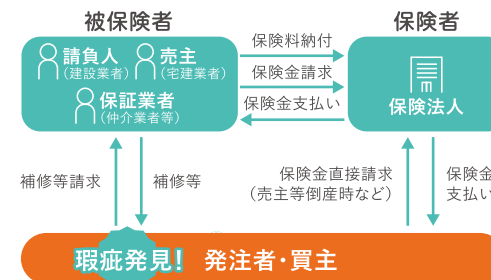 被保険者
保険者
請負人
（建設業者）
売主
（宅建業者）
保証業者
（仲介業者等）
保険料納付
保険金請求
保険金支払い
保険法人
補修等請求
補修等
保険金直接請求
（売主等倒産時など）
保険金
支払い
瑕疵発見！
発注者・買主